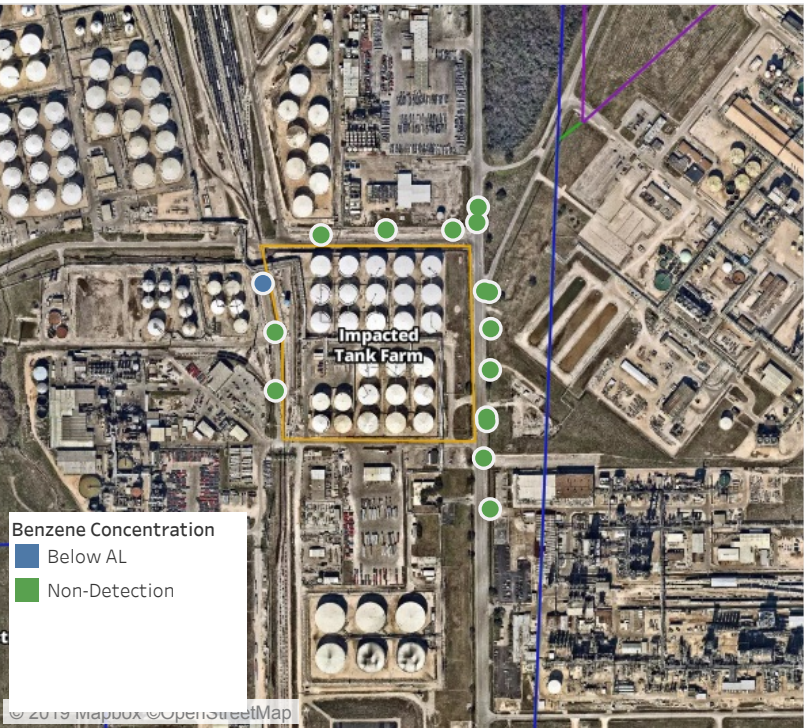 Impacted
Tank Farm
Benzene Concentration
Below AL
Non-Detection
t
© 2019 Mapbox ©OpenStreetMap